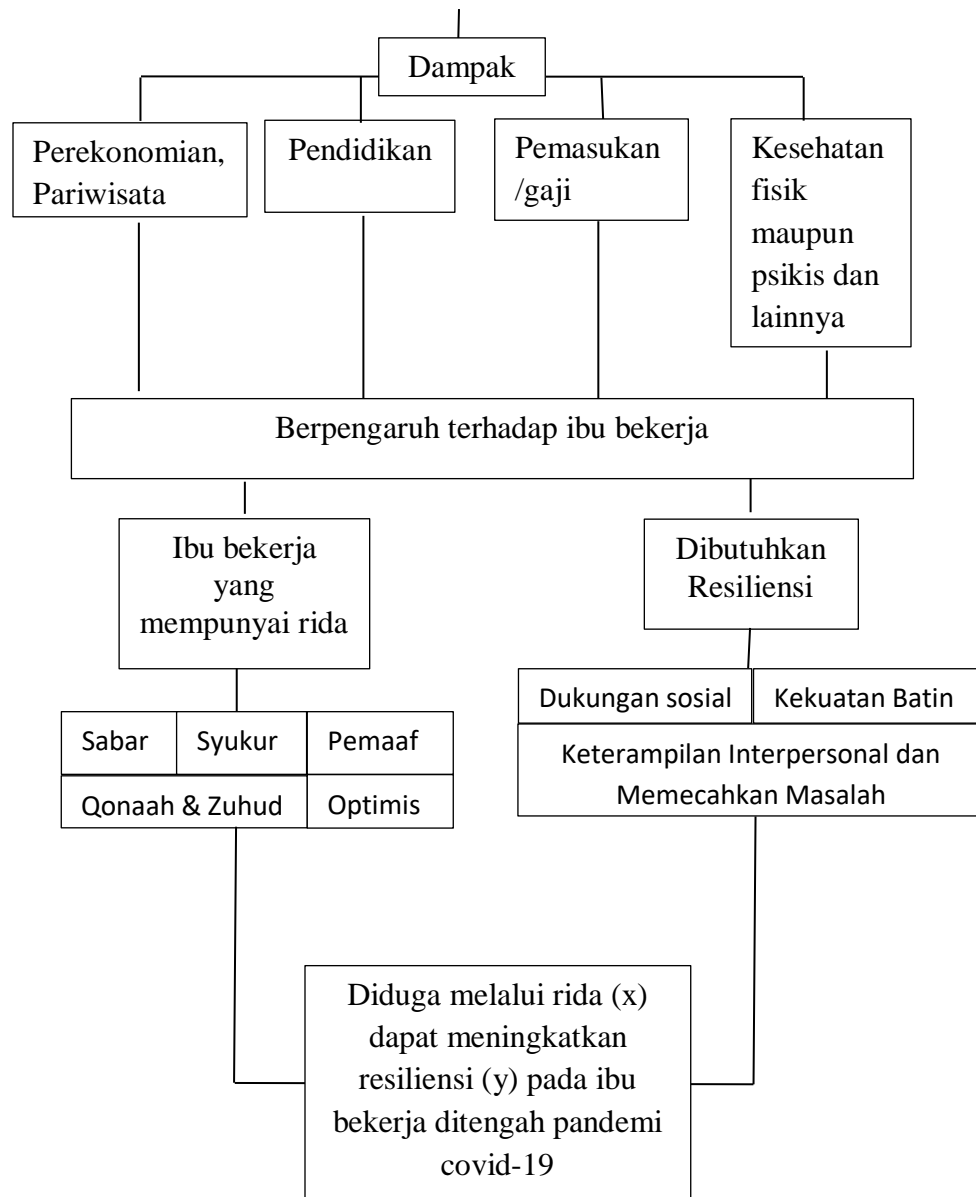 Dampak
Perekonomian,
Pariwisata
Pendidikan
Pemasukan
/gaji
Kesehatan
fisik
maupun
psikis dan
lainnya
Berpengaruh terhadap ibu bekerja
Ibu bekerja
yang
mempunyai rida
Dibutuhkan
Resiliensi
Sabar
Syukur
Pemaaf
Qonaah & Zuhud
Optimis
Dukungan sosial
Kekuatan Batin
Keterampilan Interpersonal dan
Memecahkan Masalah
Diduga melalui rida (x)
dapat meningkatkan
resiliensi (y) pada ibu
bekerja ditengah pandemi
covid-19